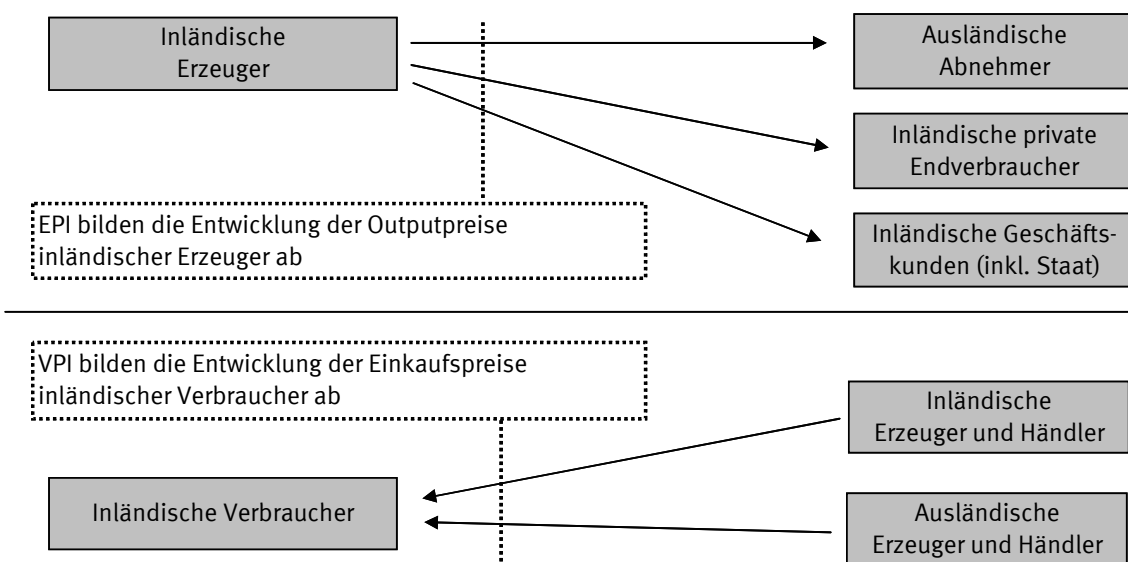 Inländische
Erzeuger
Ausländische
Abnehmer
Inländische private
Endverbraucher
EPI bilden die Entwicklung der Outputpreise
inländischer Erzeuger ab
Inländische Geschäfts-
kunden (inkl. Staat)
VPI bilden die Entwicklung der Einkaufspreise
inländischer Verbraucher ab
Inländische
Erzeuger und Händler
Inländische Verbraucher
Ausländische
Erzeuger und Händler